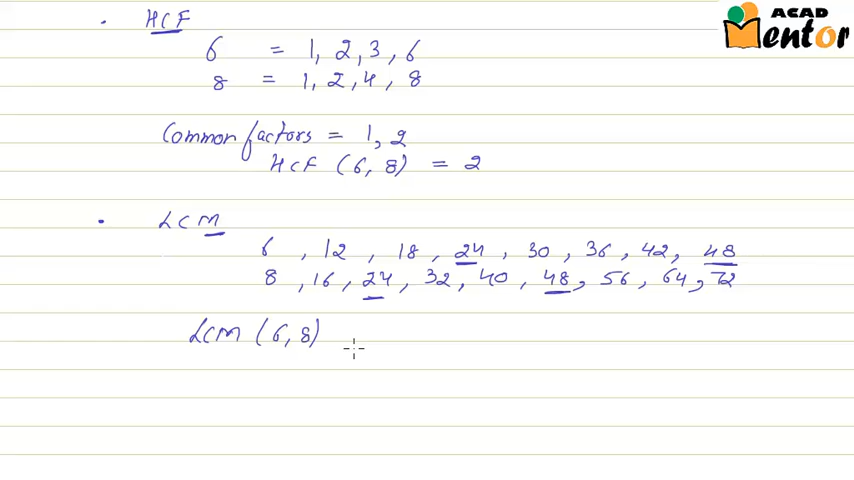 ACAD
Mentor
. HCF
6 = 1, 2, 3, 6
8 = 1, 2, 4, 8
Common factors = 1, 2
HCF (6, 8) = 2
. LCM
6 , 12 , 18 , 24 , 30 , 36 , 42, 48
8 , 16 , 24 , 32 , 40 , 48 , 56 , 64, 72
LCM (6, 8)